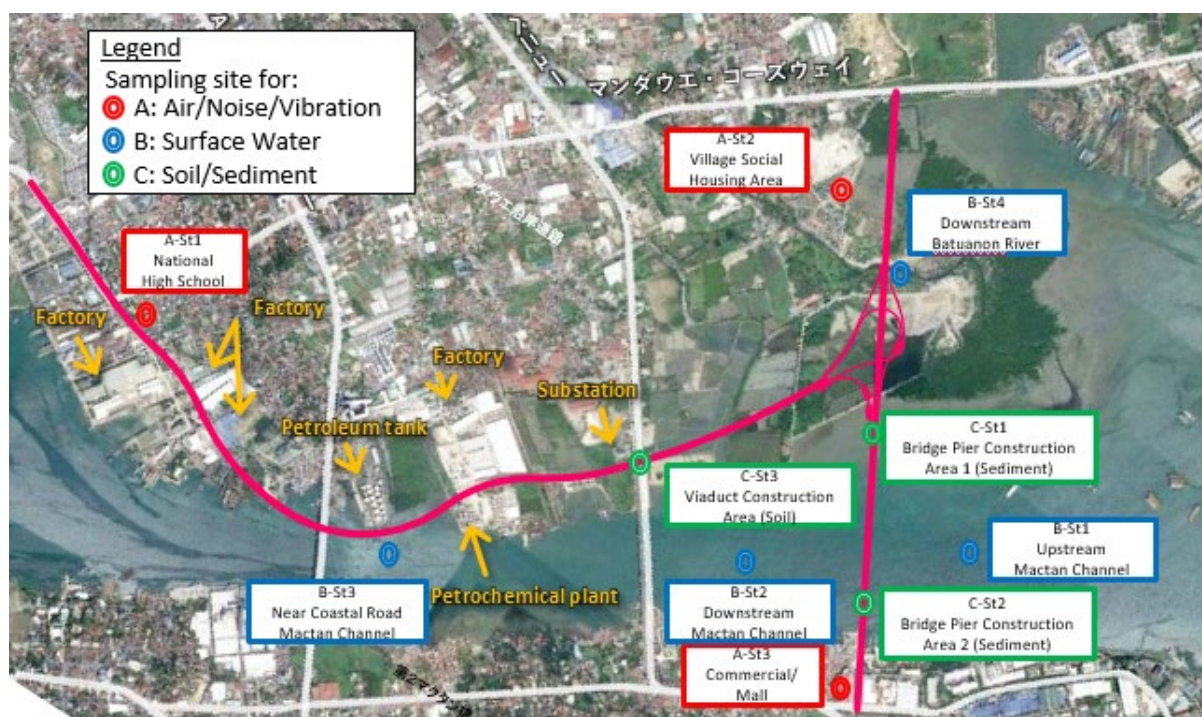 Legend
Sampling site for:
A: Air/Noise/Vibration
B: Surface Water
C: Soil/Sediment
マンダウエ・コーズウェイ
A-St2
Village Social
Housing Area
B-St4
Downstream
Batuanon River
A-St1
National
High School
Factory
Factory
Factory
Substation
Petroleum tank
C-St1
Bridge Pier Construction
Area 1 (Sediment)
C-St3
Viaduct Construction
Area (Soil)
B-St1
Upstream
Mactan Channel
B-St3
Near Coastal Road
Mactan Channel
Petrochemical plant
B-St2
Downstream
Mactan Channel
C-St2
Bridge Pier Construction
Area 2 (Sediment)
A-St3
Commercial/
Mall